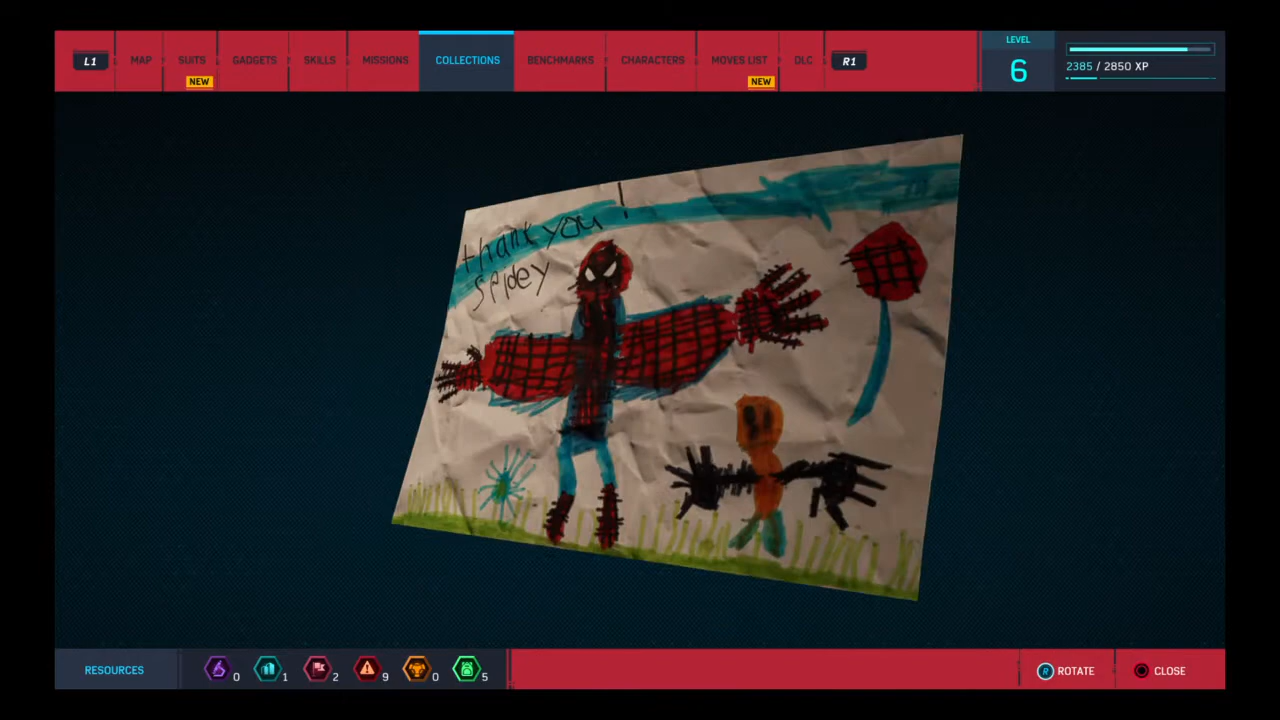 LEVEL
L1 MAP SUITS GADGETS SKILLS MISSIONS COLLECTIONS BENCHMARKS CHARACTERS MOVES LIST DLC R1
6
2385 / 2850 XP
NEW NEW
thank you!
spidey
RESOURCES 0 1 2 9 0 5 R ROTATE CLOSE